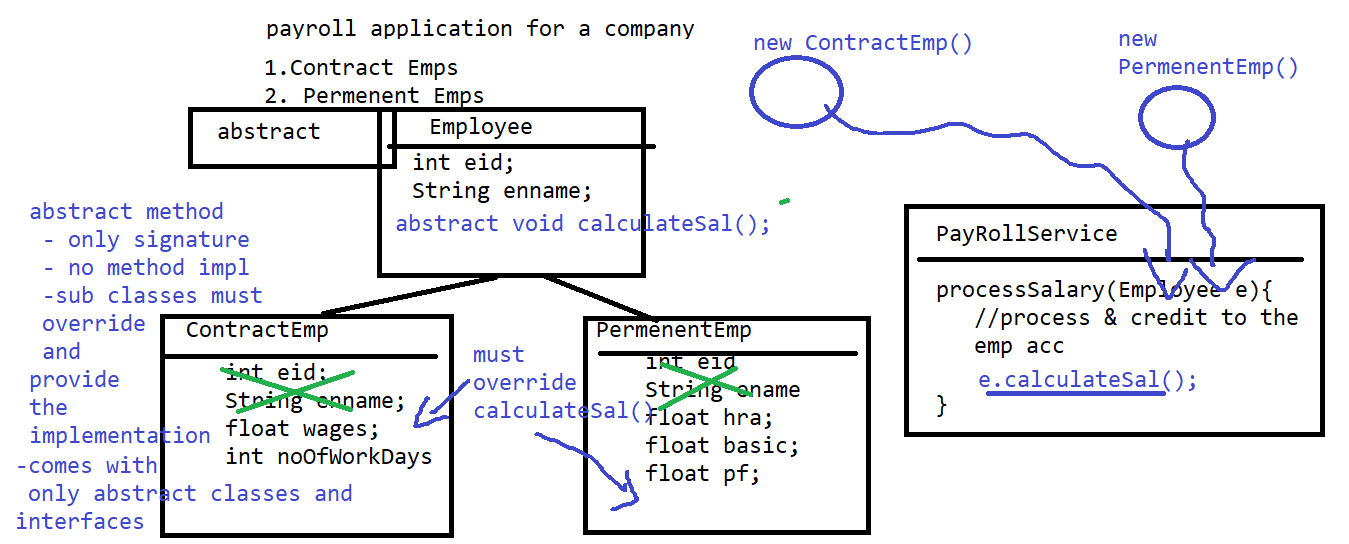 payroll application for a company
1.Contract Emps
2. Permenent Emps
new ContractEmp()
new
PermenentEmp()
abstract
Employee
int eid;
String enname;
abstract void calculateSal();
abstract method
- only signature
- no method impl
-sub classes must
override
and
provide
the
implementation
-comes with
only abstract classes and
interfaces
ContractEmp
int eid;
String enname;
float wages;
int noOfWorkDays
must
override
calculateSal()
PermenentEmp
int eid
String ename
float hra;
float basic;
float pf;
PayRollService
processSalary(Employee e){
//process & credit to the
emp acc
e.calculateSal();
}